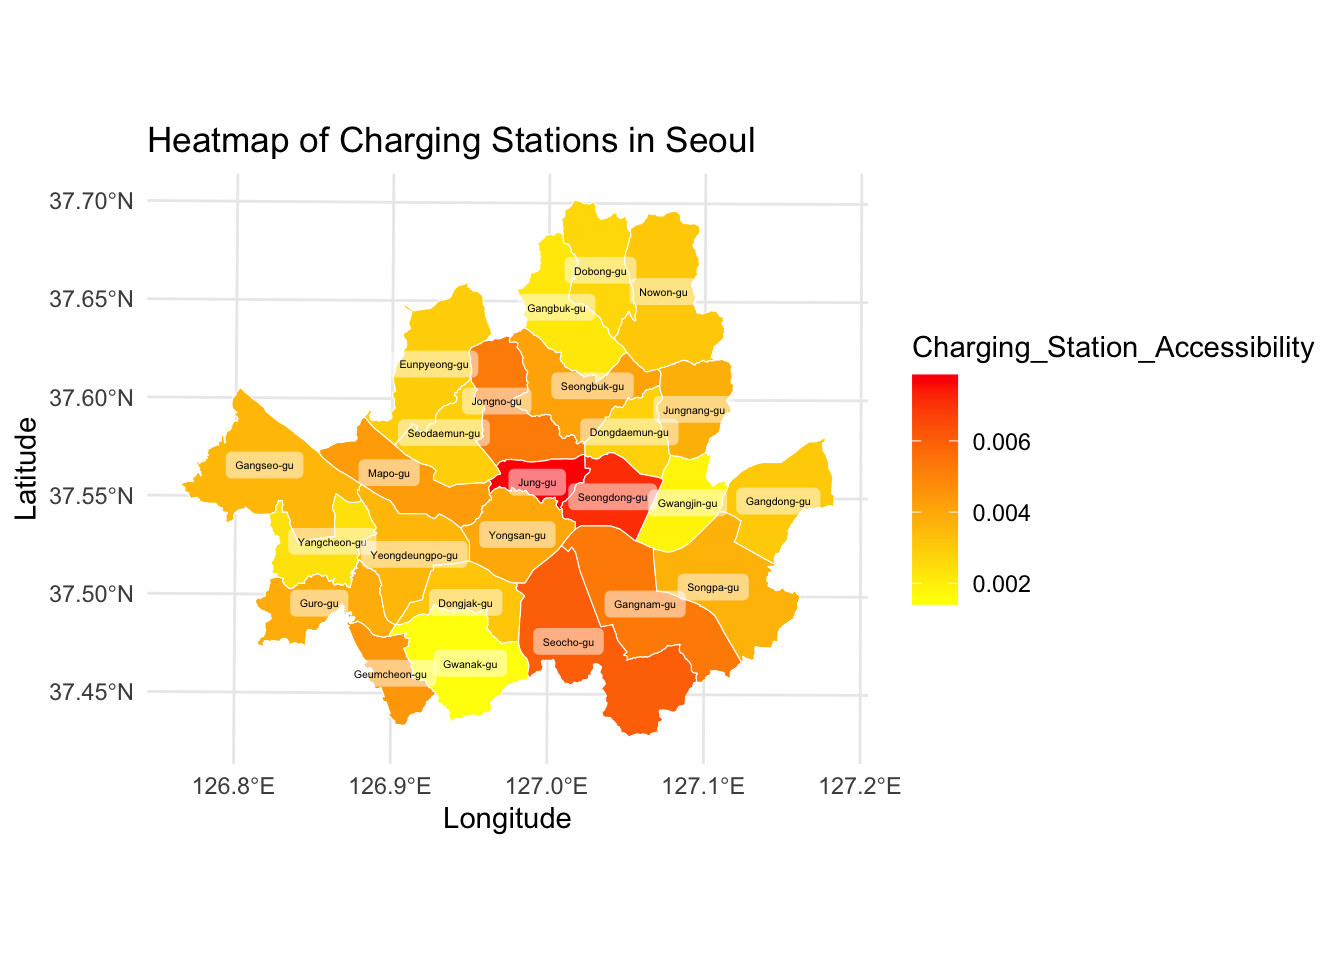 Heatmap of Charging Stations in Seoul
37.70°N
37.65°N
37.60°N
37.55°N
37.50°N
37.45°N
Latitude
Dobong-gu
Nowon-gu
Gangbuk-gu
Eunpyeong-gu
Seongbuk-gu
Jongno-gu
Jungnang-gu
Seodaemun-gu
Dongdaemun-gu
Gangseo-gu
Mapo-gu
Jung-gu
Seongdong-gu
Gwangjin-gu
Gangdong-gu
Yongsan-gu
Yangcheon-gu
Yeongdeungpo-gu
Songpa-gu
Guro-gu
Dongjak-gu
Gangnam-gu
Seocho-gu
Gwanak-gu
Geumcheon-gu
126.8°E
126.9°E
127.0°E
127.1°E
127.2°E
Longitude
Charging_Station_Accessibility
0.006
0.004
0.002